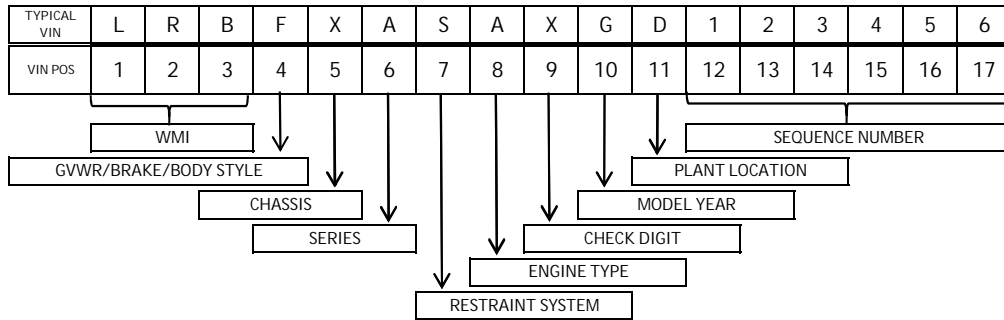 TYPICAL VIN L R B F X A S A X G D 1 2 3 4 5 6
VIN POS 1 2 3 4 5 6 7 8 9 10 11 12 13 14 15 16 17
WMI SEQUENCE NUMBER
GVWR/BRAKE/BODY STYLE PLANT LOCATION
CHASSIS MODEL YEAR
SERIES CHECK DIGIT
ENGINE TYPE
RESTRAINT SYSTEM